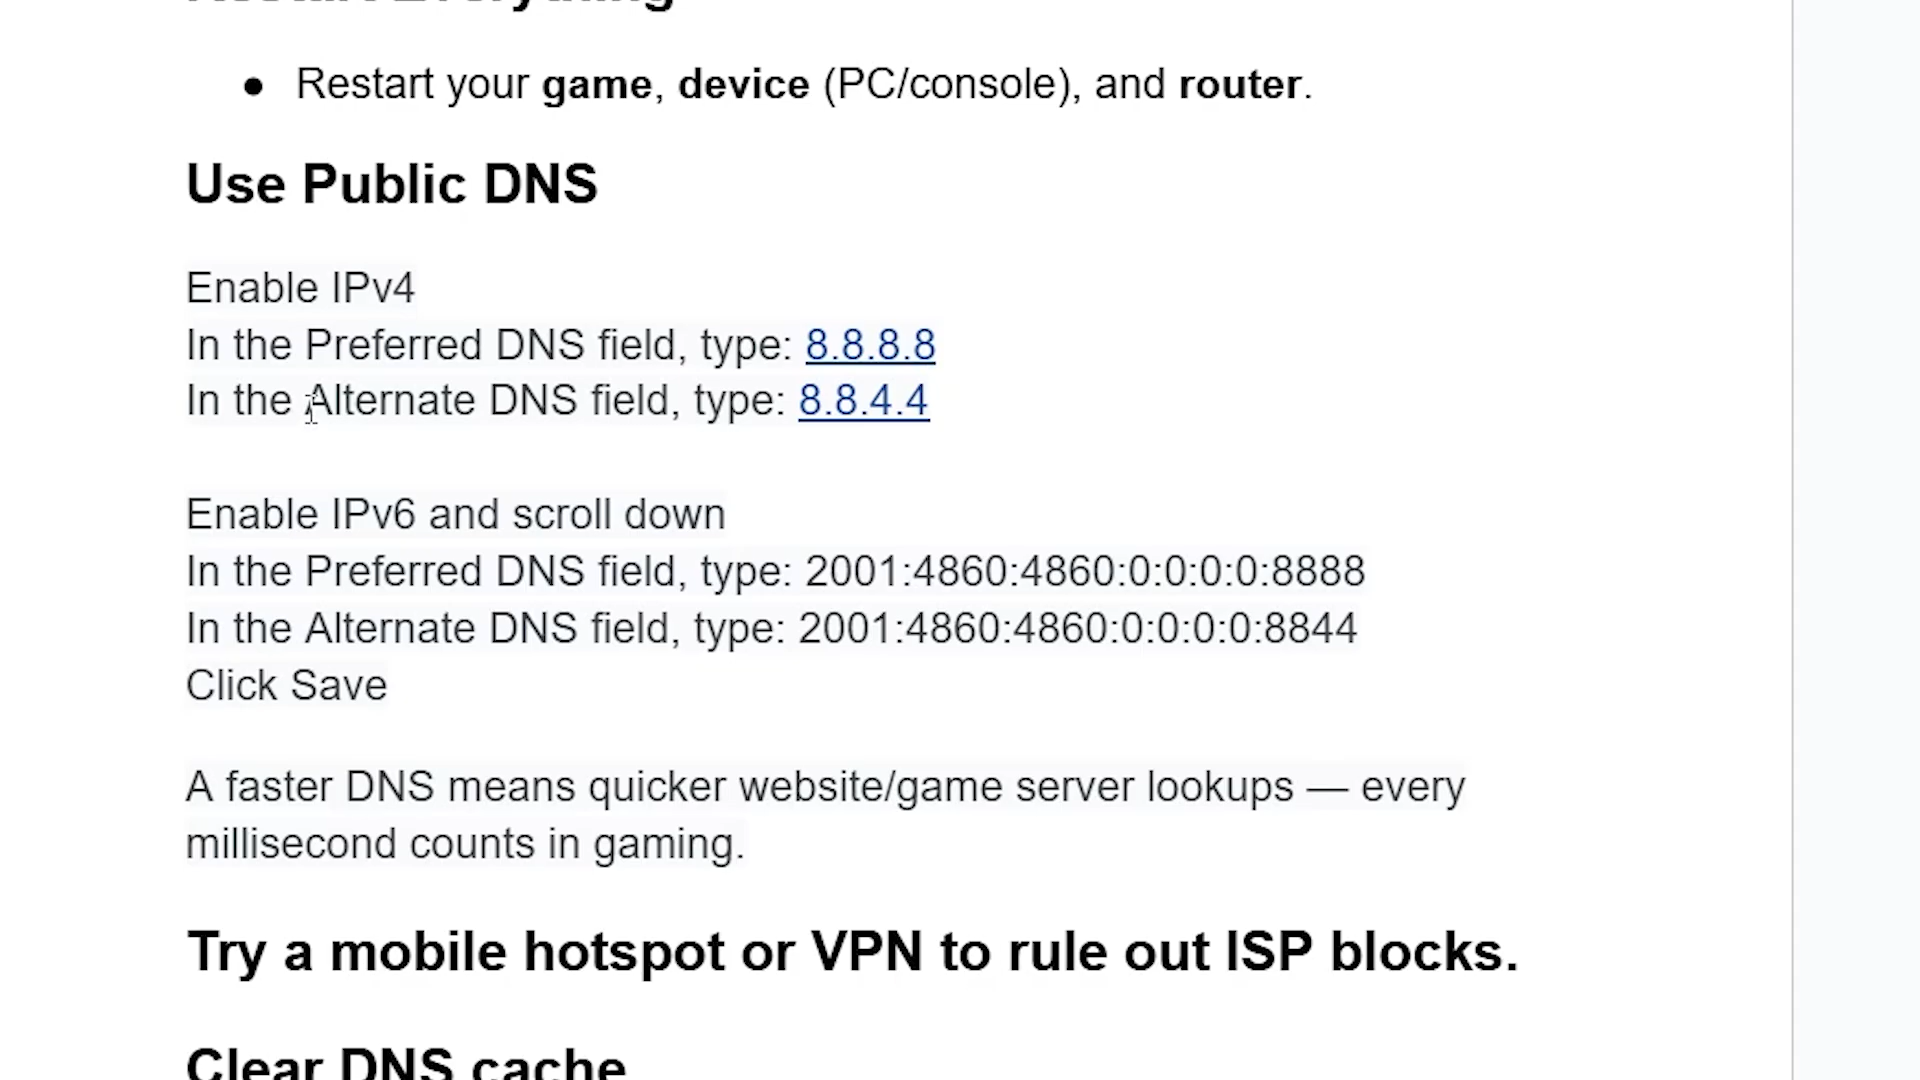 Restart Everything
● Restart your game, device (PC/console), and router.
Use Public DNS
Enable IPv4
In the Preferred DNS field, type: 8.8.8.8
In the Alternate DNS field, type: 8.8.4.4
Enable IPv6 and scroll down
In the Preferred DNS field, type: 2001:4860:4860:0:0:0:0:8888
In the Alternate DNS field, type: 2001:4860:4860:0:0:0:0:8844
Click Save
A faster DNS means quicker website/game server lookups — every
millisecond counts in gaming.
Try a mobile hotspot or VPN to rule out ISP blocks.
Clear DNS cache